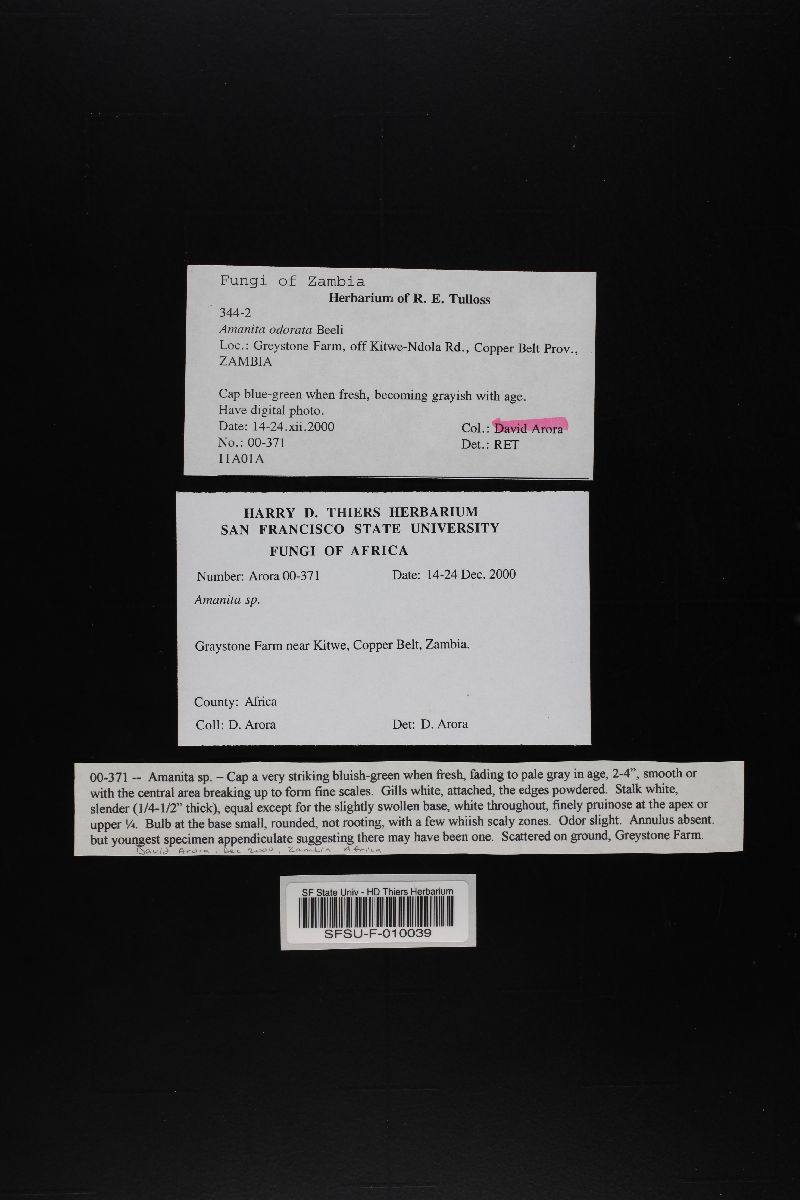 Fungi of Zambia
Herbarium of R. E. Tulloss
344-2
Amanita odorata Beeli
Loc.: Greystone Farm, off Kitwe-Ndola Rd., Copper Belt Prov.,
ZAMBIA
Cap blue-green when fresh, becoming grayish with age.
Have digital photo.
Date: 14-24.xii.2000 Col.: David Arora
No.: 00-371 Det.: RET
11A01A
HARRY D. THIERS HERBARIUM
SAN FRANCISCO STATE UNIVERSITY
FUNGI OF AFRICA
Number: Arora 00-371 Date: 14-24 Dec. 2000
Amanita sp.
Graystone Farm near Kitwe, Copper Belt, Zambia.
County: Africa
Coll: D. Arora Det: D. Arora
00-371 -- Amanita sp. – Cap a very striking bluish-green when fresh, fading to pale gray in age, 2-4”, smooth or
with the central area breaking up to form fine scales. Gills white, attached, the edges powdered. Stalk white,
slender (1/4-1/2” thick), equal except for the slightly swollen base, white throughout, finely pruinose at the apex or
upper ¼. Bulb at the base small, rounded, not rooting, with a few whiish scaly zones. Odor slight. Annulus absent.
but youngest specimen appendiculate suggesting there may have been one. Scattered on ground, Greystone Farm.
David Arora, Dec 2000, Zambia Africa
SF State Univ - HD Thiers Herbarium
SFSU-F-010039